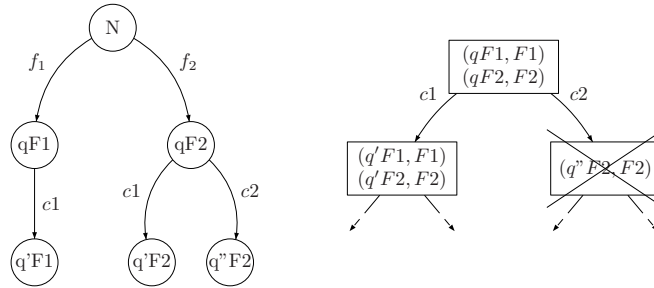 N
f1
f2
qF1
qF2
c1
c1
c2
q'F1
q'F2
q"F2
(qF1, F1)
(qF2, F2)
c1
c2
(q'F1, F1)
(q'F2, F2)
(q"F2, F2)